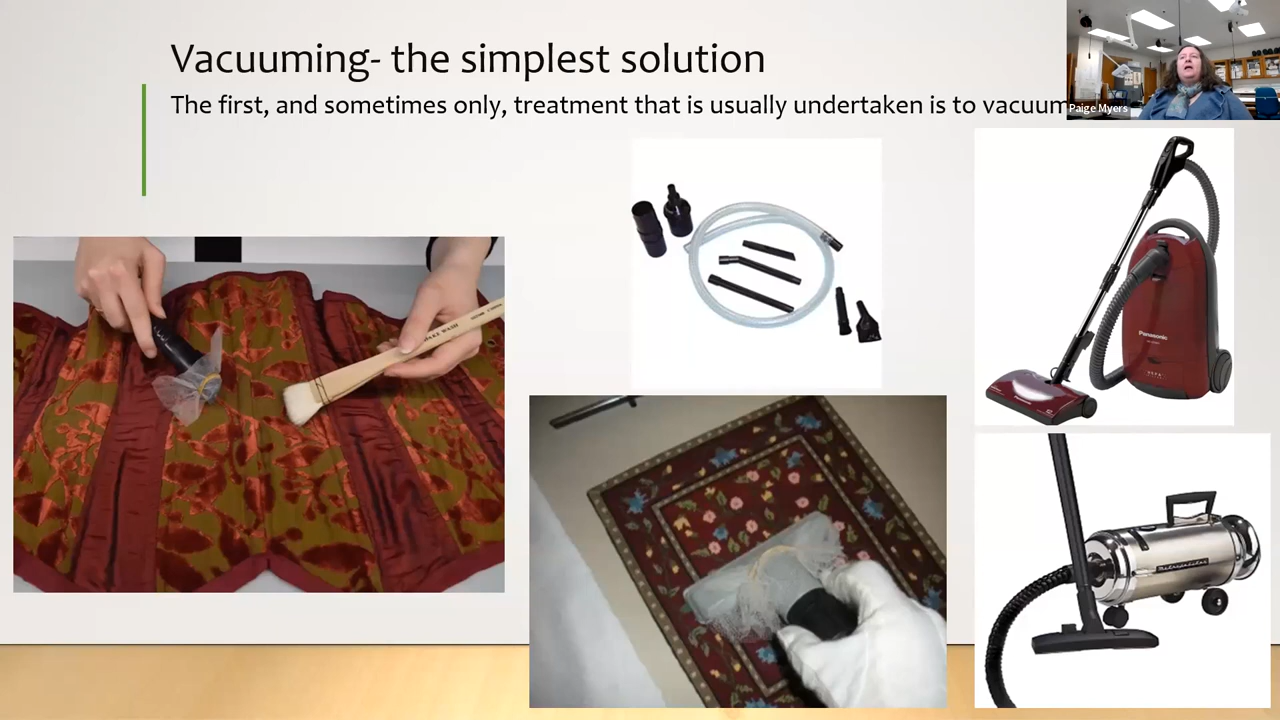 Vacuuming- the simplest solution
The first, and sometimes only, treatment that is usually undertaken is to vacuum
Paige Myers
Panasonic